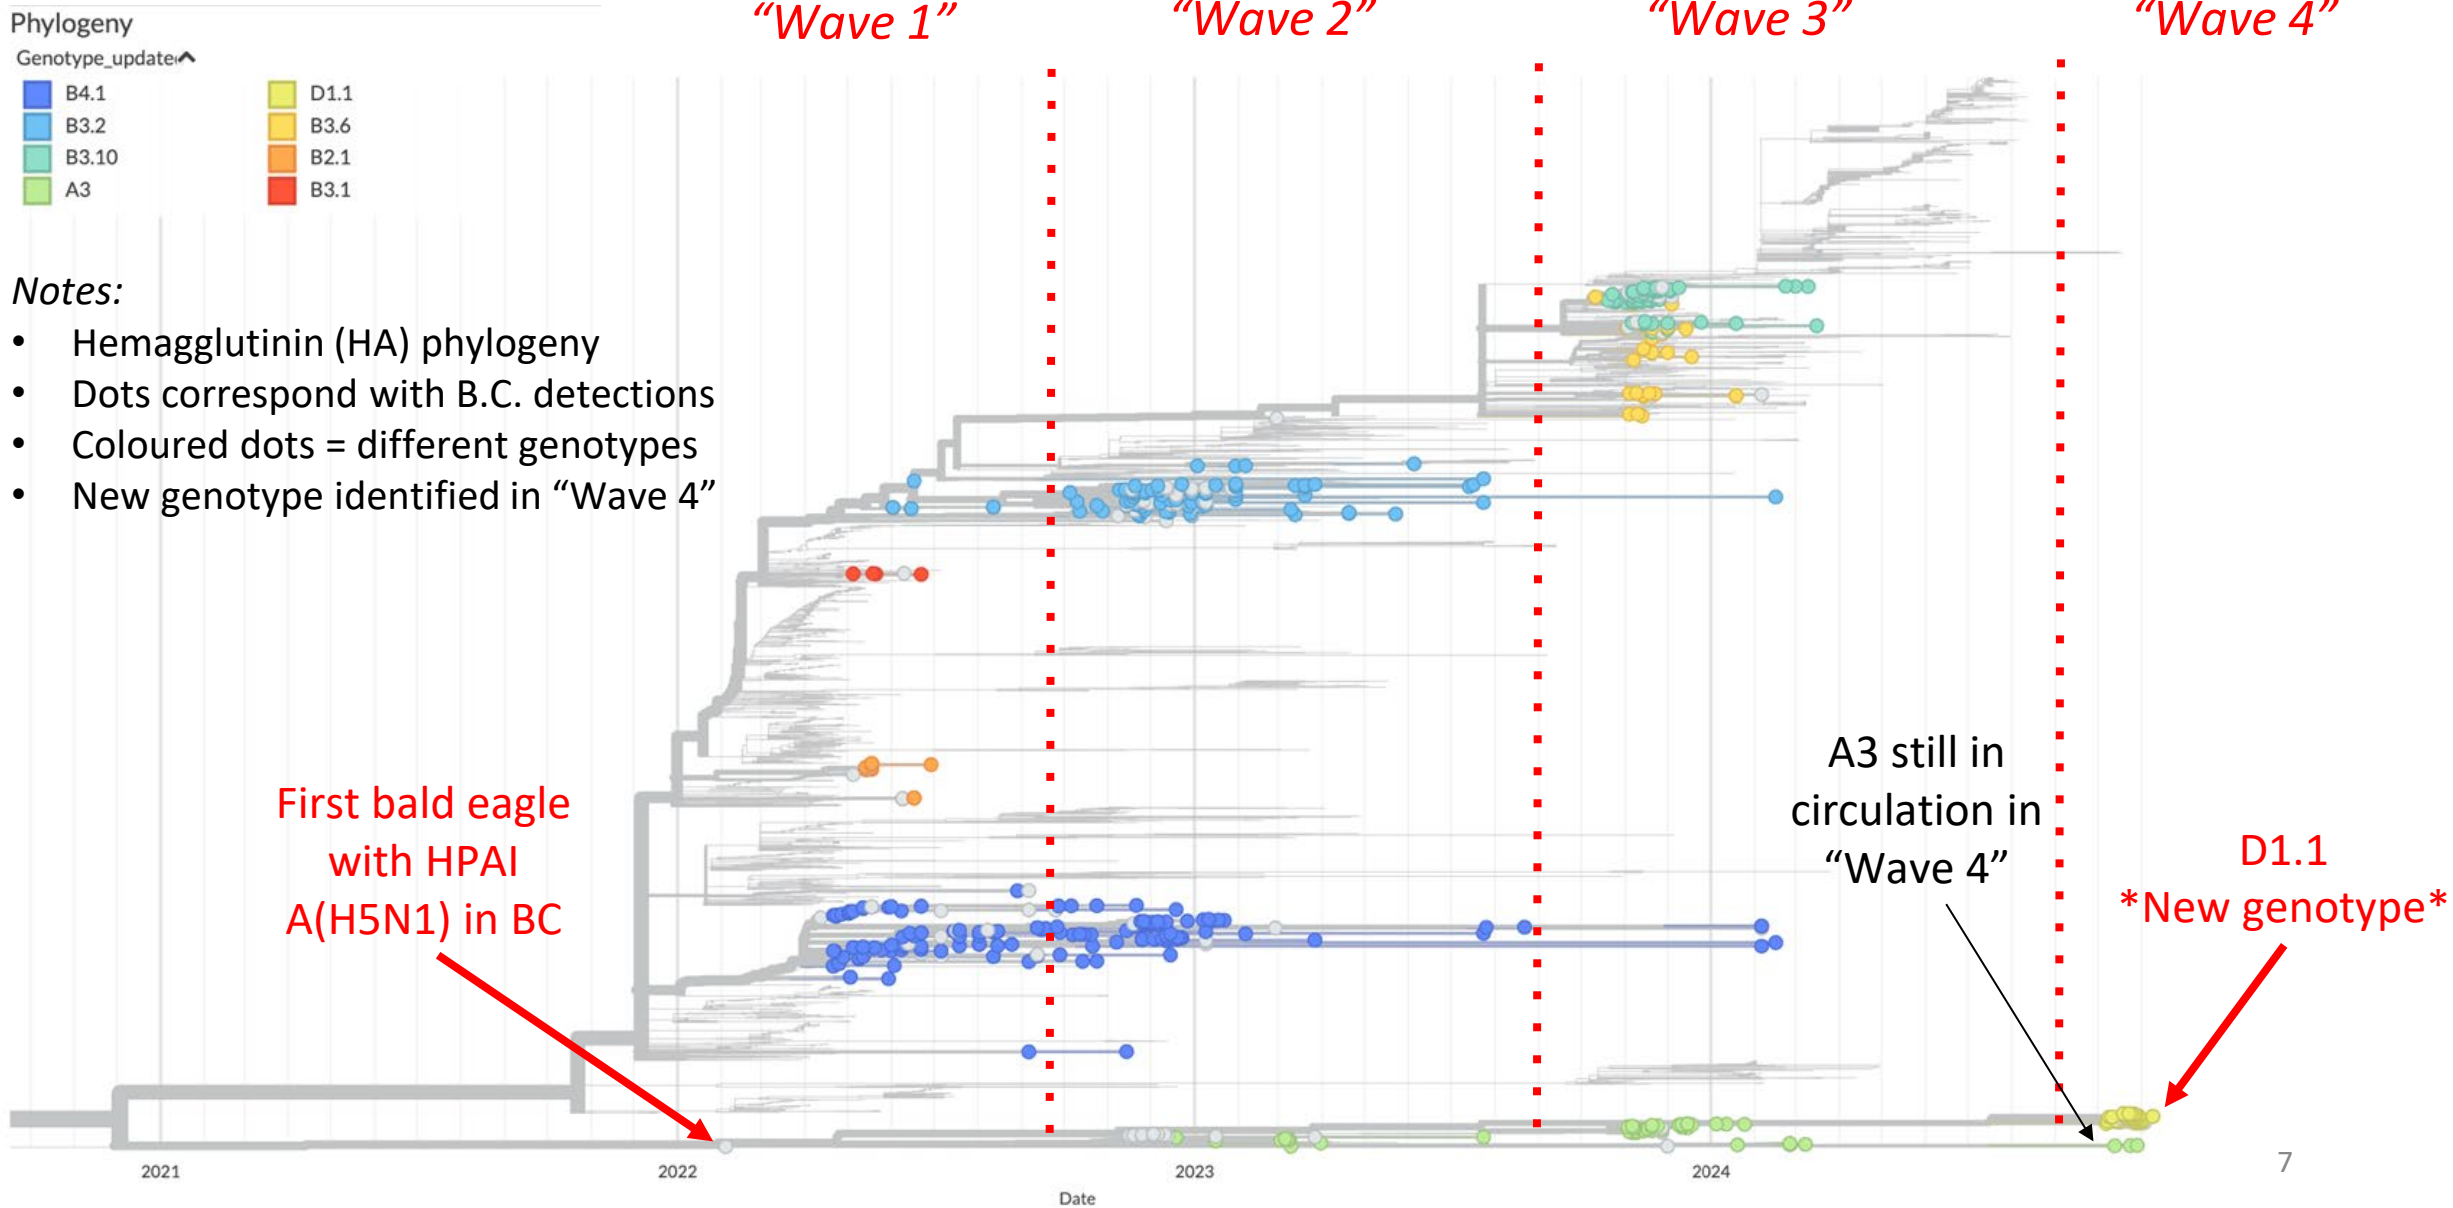 "Wave 1"
"Wave 2"
"Wave 3"
"Wave 4"
Phylogeny
B4.1
B3.2
B3.10
A3
D1.1
B3.6
B2.1
B3.1
Notes:
• Hemagglutinin (HA) phylogeny
• Dots correspond with B.C. detections
• Coloured dots = different genotypes
• New genotype identified in “Wave 4”
First bald eagle
with HPAI
A(H5N1) in BC
A3 still in
circulation in
“Wave 4”
D1.1
*New genotype*
2021
2022
2023
2024
Date
7